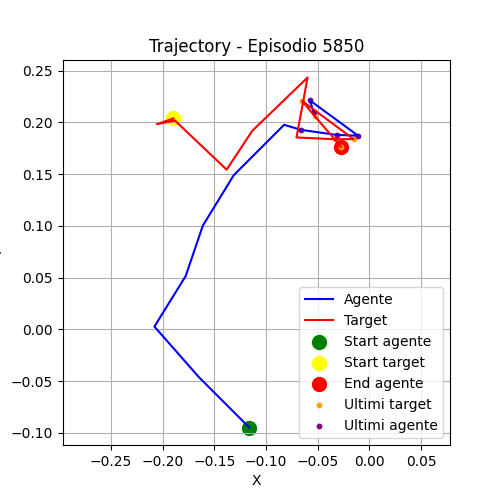 Trajectory - Episodio 5850
0.25
0.20
0.15
0.10
0.05
0.00
−0.05
−0.10
−0.25
−0.20
−0.15
−0.10
−0.05
0.00
0.05
X
Agente
Target
Start agente
Start target
End agente
Ultimi target
Ultimi agente